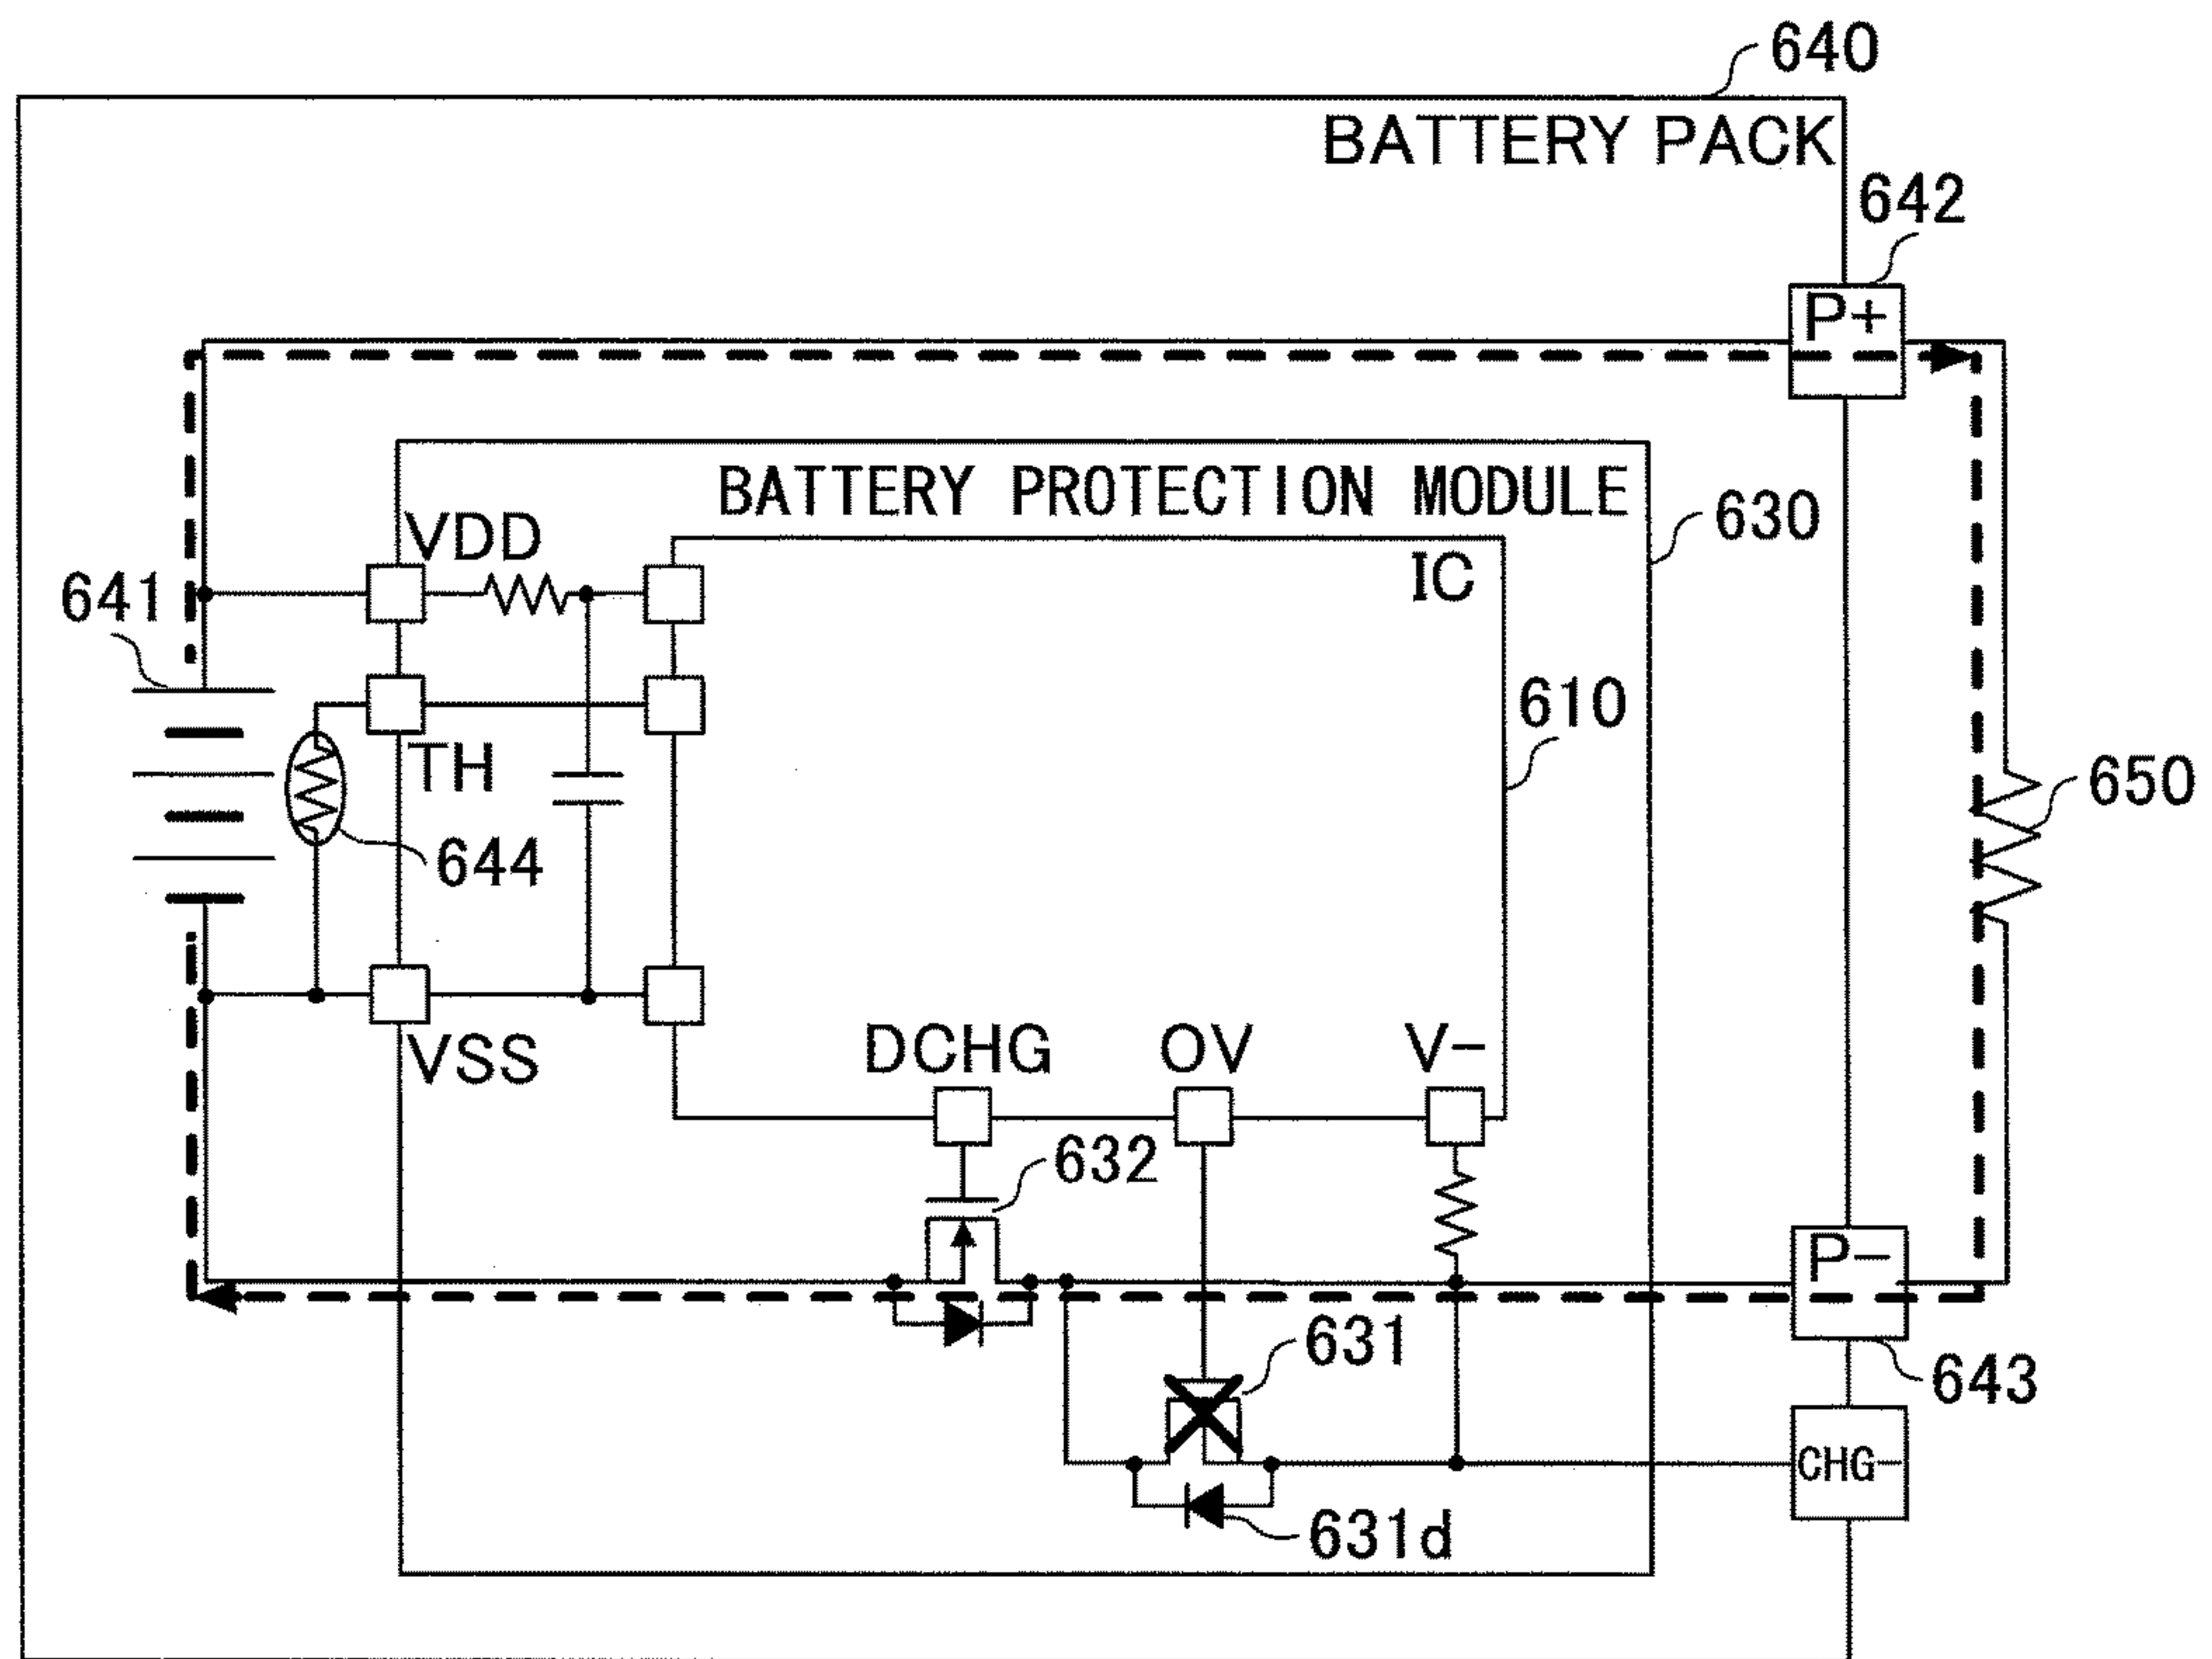 640
BATTERY PACK
642
P+
BATTERY PROTECTION MODULE
630
VDD
IC
641
610
TH
650
644
DCHG OV V-
VSS
632
P-
631
643
CHG-
631d